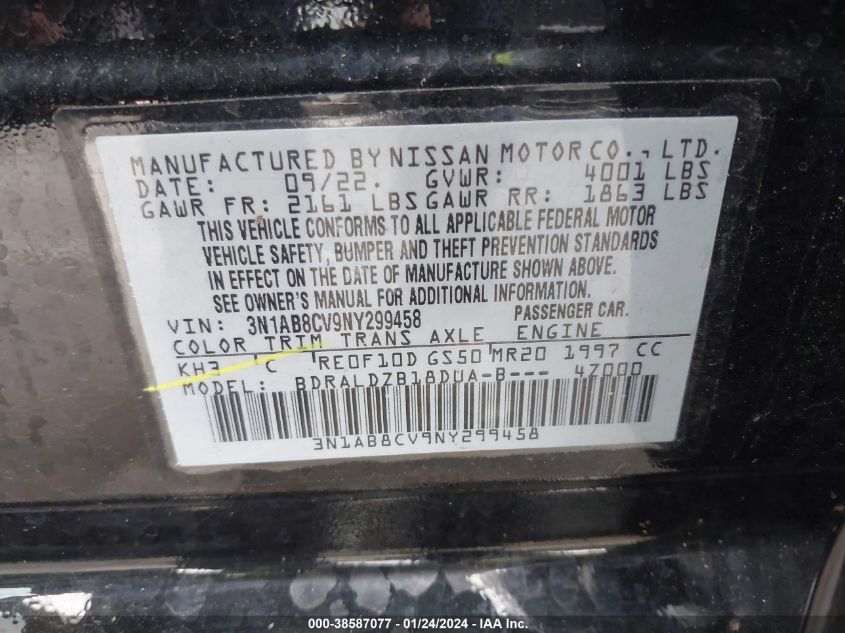 MANUFACTURED BY NISSAN MOTOR CO., LTD.
DATE: 09/22. GVWR: 4001 LBS
GAWR FR: 2161 LBS GAWR RR: 1863 LBS
THIS VEHICLE CONFORMS TO ALL APPLICABLE FEDERAL MOTOR
VEHICLE SAFETY, BUMPER AND THEFT PREVENTION STANDARDS
IN EFFECT ON THE DATE OF MANUFACTURE SHOWN ABOVE.
SEE OWNER'S MANUAL FOR ADDITIONAL INFORMATION.
VIN: 3N1AB8CV9NY299458 PASSENGER CAR.
COLOR TRIM TRANS AXLE ENGINE
KH3 C RE0F10D GS50 MR20 1997 CC
MODEL: BDRALDZB18DUA-B--- 4Z000
3N1AB8CV9NY299458
000-38587077 - 01/24/2024 - IAA Inc.